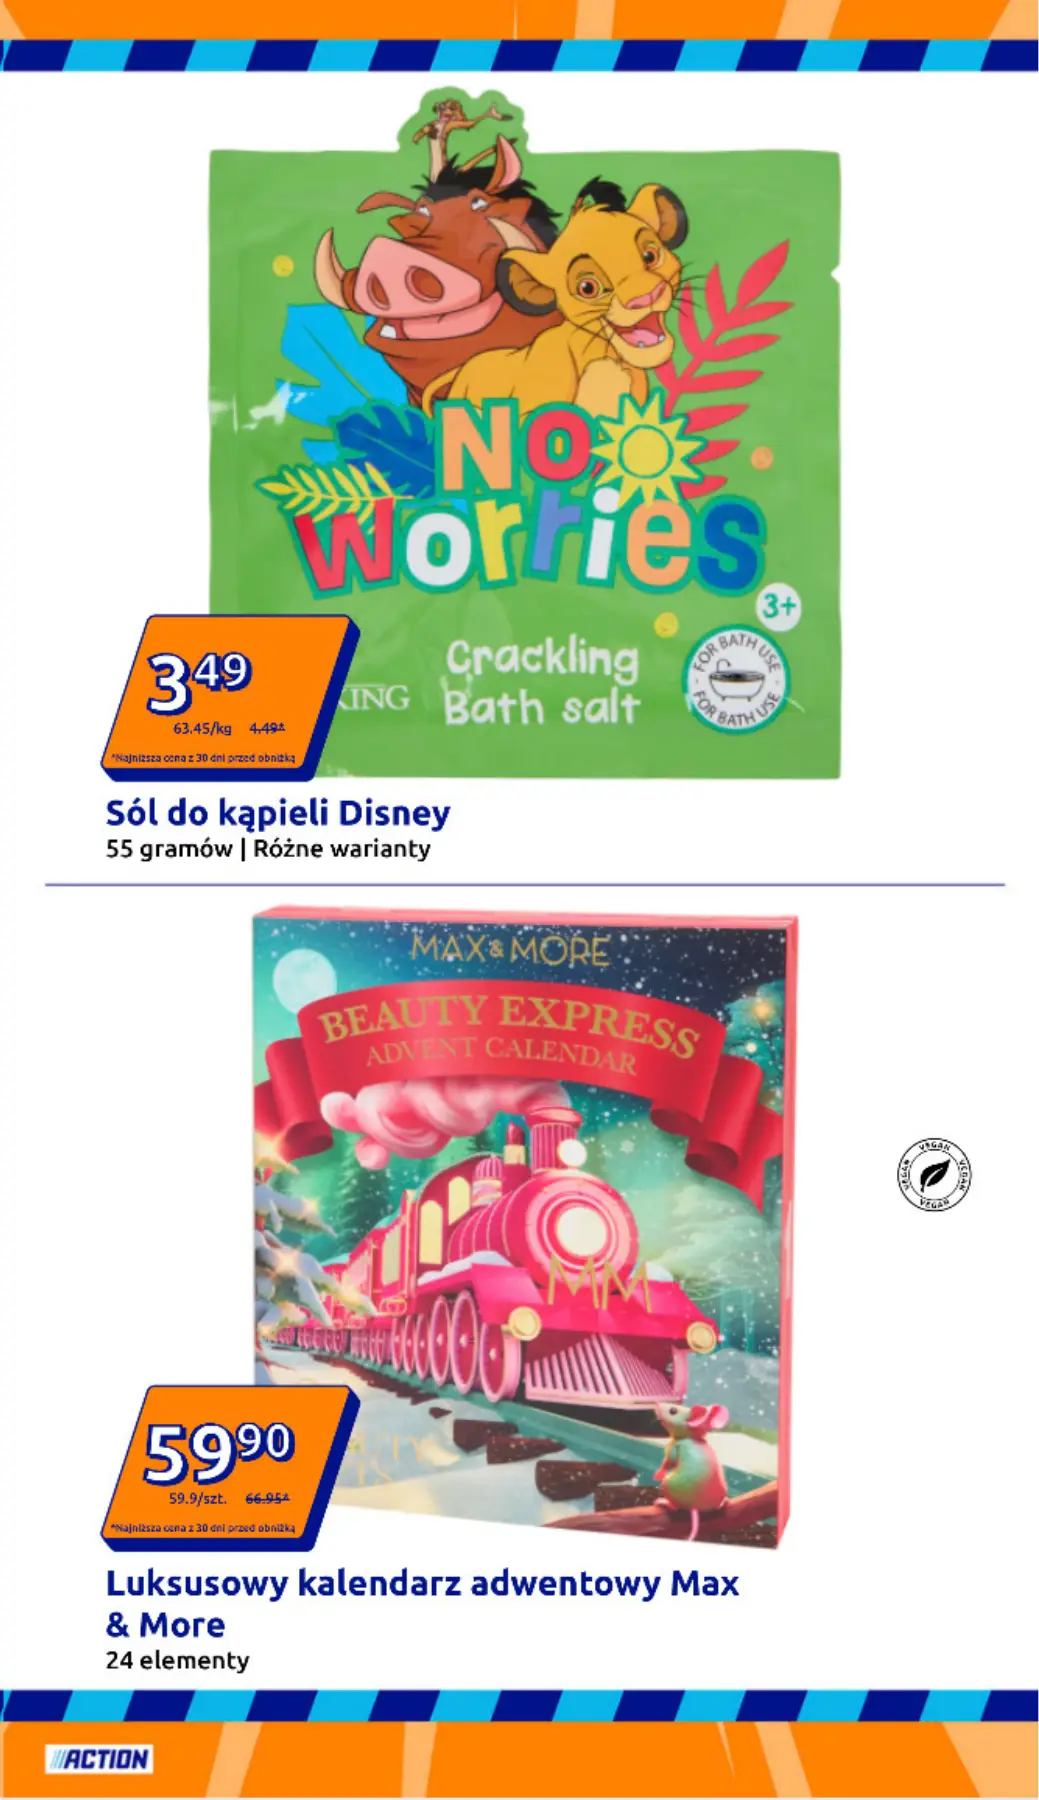 No
Worries
3+
Crackling
Bath salt
FOR BATH USE
FOR BATH USE
KING
3 49
63.45/kg 4.49*
*Najniższa cena z 30 dni przed obniżką
Sól do kąpieli Disney
55 gramów | Różne warianty
MAX & MORE
BEAUTY EXPRESS
ADVENT CALENDAR
VEGAN VEGAN VEGAN VEGAN
MM
59 90
59.9/szt. 66.95*
*Najniższa cena z 30 dni przed obniżką
Luksusowy kalendarz adwentowy Max
& More
24 elementy
ACTION